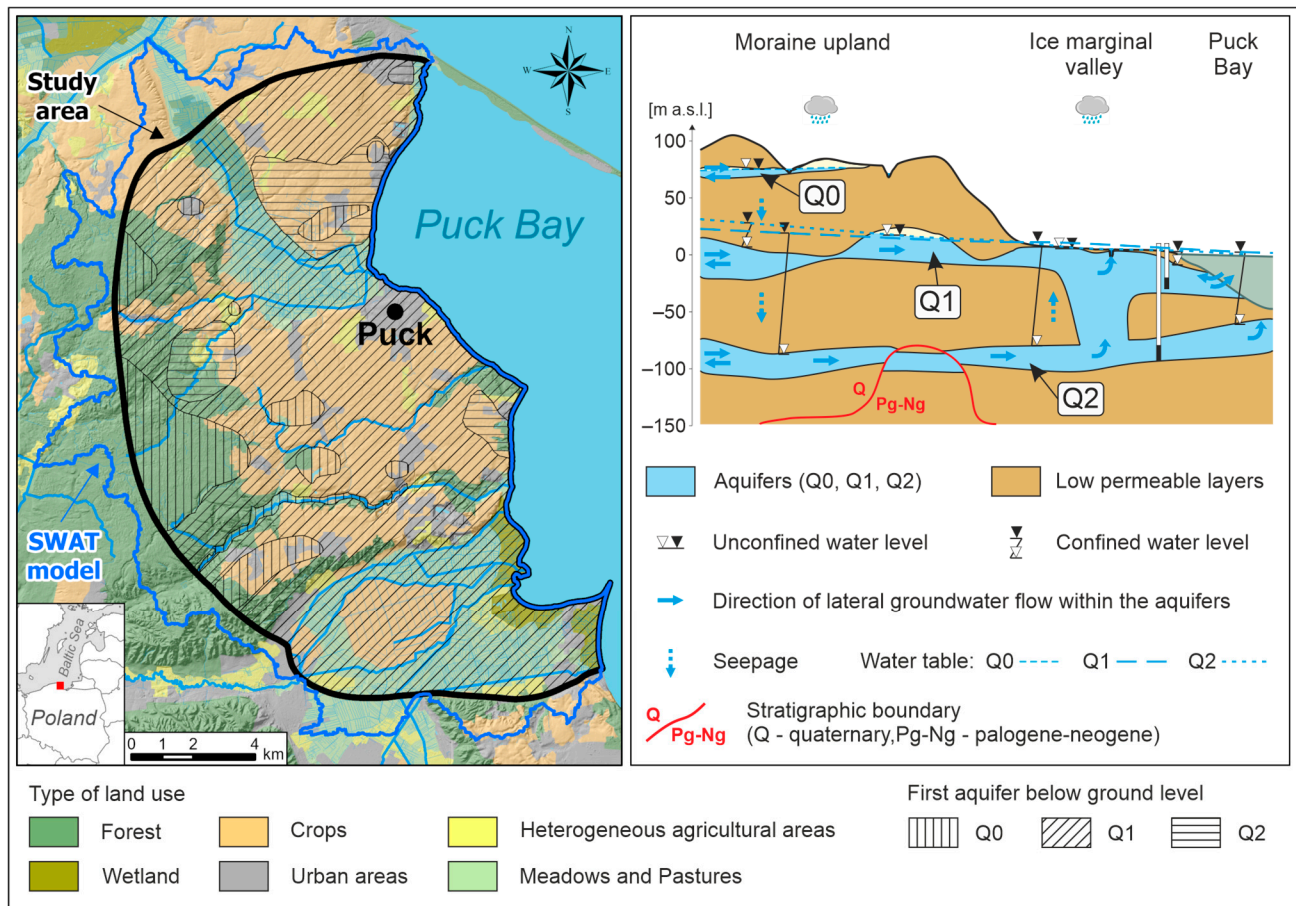 Study
area
N
W
E
S
Puck Bay
Puck
SWAT
model
Baltic Sea
Poland
0 1 2 4
km
Moraine upland
Ice marginal
valley
Puck
Bay
[m a.s.l.]
100
50
0
−50
−100
−150
Q0
Q1
Q2
Q
Pg-Ng
Aquifers (Q0, Q1, Q2)
Low permeable layers
Unconfined water level
Confined water level
Direction of lateral groundwater flow within the aquifers
Seepage
Water table: Q0
Q1
Q2
Q
Pg-Ng
Stratigraphic boundary
(Q - quaternary,Pg-Ng - palogene-neogene)
Type of land use
Forest
Crops
Heterogeneous agricultural areas
Wetland
Urban areas
Meadows and Pastures
First aquifer below ground level
Q0
Q1
Q2